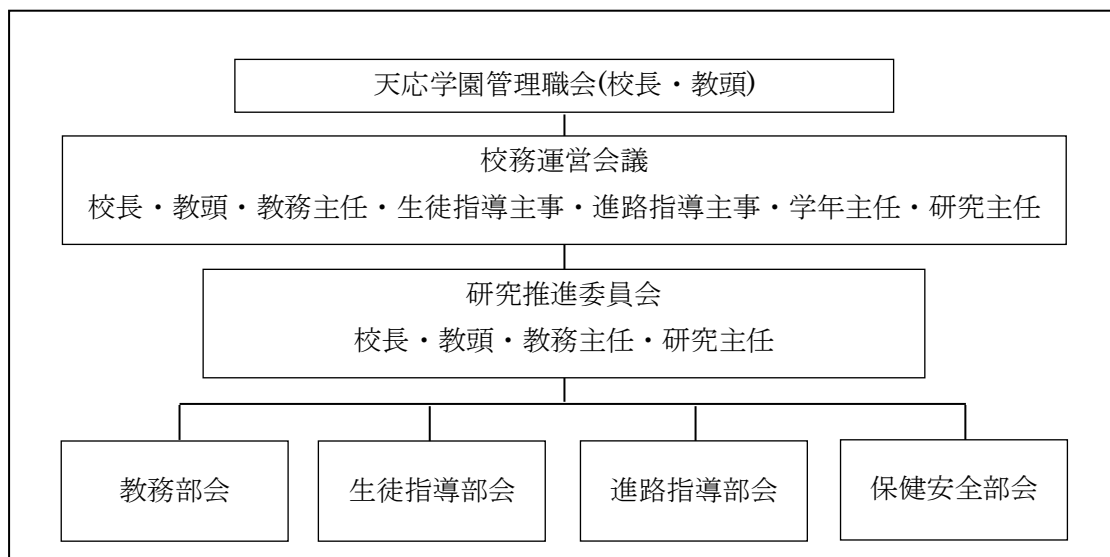 天応学園管理職会(校長・教頭)
校務運営会議
校長・教頭・教務主任・生徒指導主事・進路指導主事・学年主任・研究主任
研究推進委員会
校長・教頭・教務主任・研究主任
教務部会
生徒指導部会
進路指導部会
保健安全部会